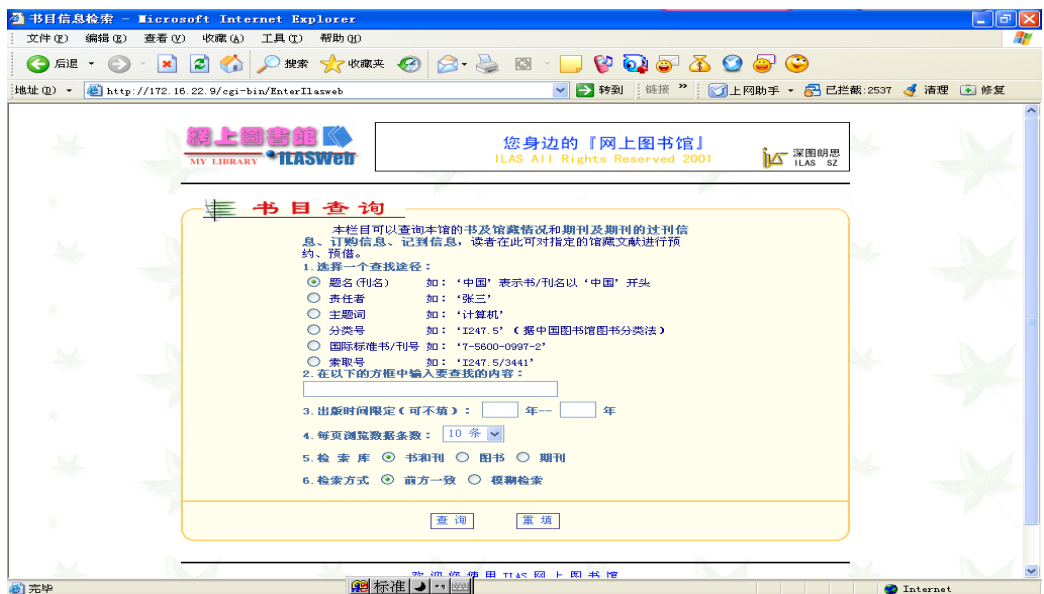 书目信息检索 - Microsoft Internet Explorer
文件(F) 编辑(E) 查看(V) 收藏(A) 工具(T) 帮助(H)
后退 搜索 收藏夹
地址(D) http://172.16.22.9/cgi-bin/EnterIlasweb 转到 链接 » 上网助手 已拦截:2537 清理 修复
網上圖書館
MY LIBRARY ILASWeb
您身边的『网上图书馆』
ILAS All Rights Reserved 2001
深图朗思
ILAS SZ
书目查询
本栏目可以查询本馆的书及馆藏情况和期刊及期刊的过刊信
息、订购信息、记到信息，读者在此可对指定的馆藏文献进行预
约、预借。
1.选择一个查找途径：
题名(刊名) 如：‘中国’表示书/刊名以‘中国’开头
责任者 如：‘张三’
主题词 如：‘计算机’
分类号 如：‘I247.5’（据中国图书馆图书分类法）
国际标准书/刊号 如：‘7-5600-0997-2’
索取号 如：‘I247.5/3441’
2.在以下的方框中输入要查找的内容：
3.出版时间限定（可不填）： 年-- 年
4.每页浏览数据条数： 10 条
5.检 索 库 书和刊 图书 期刊
6.检索方式 前方一致 模糊检索
查 询 重 填
欢 迎 您 使 用 ILAS 网 上 图 书 馆
完毕 标准 Internet